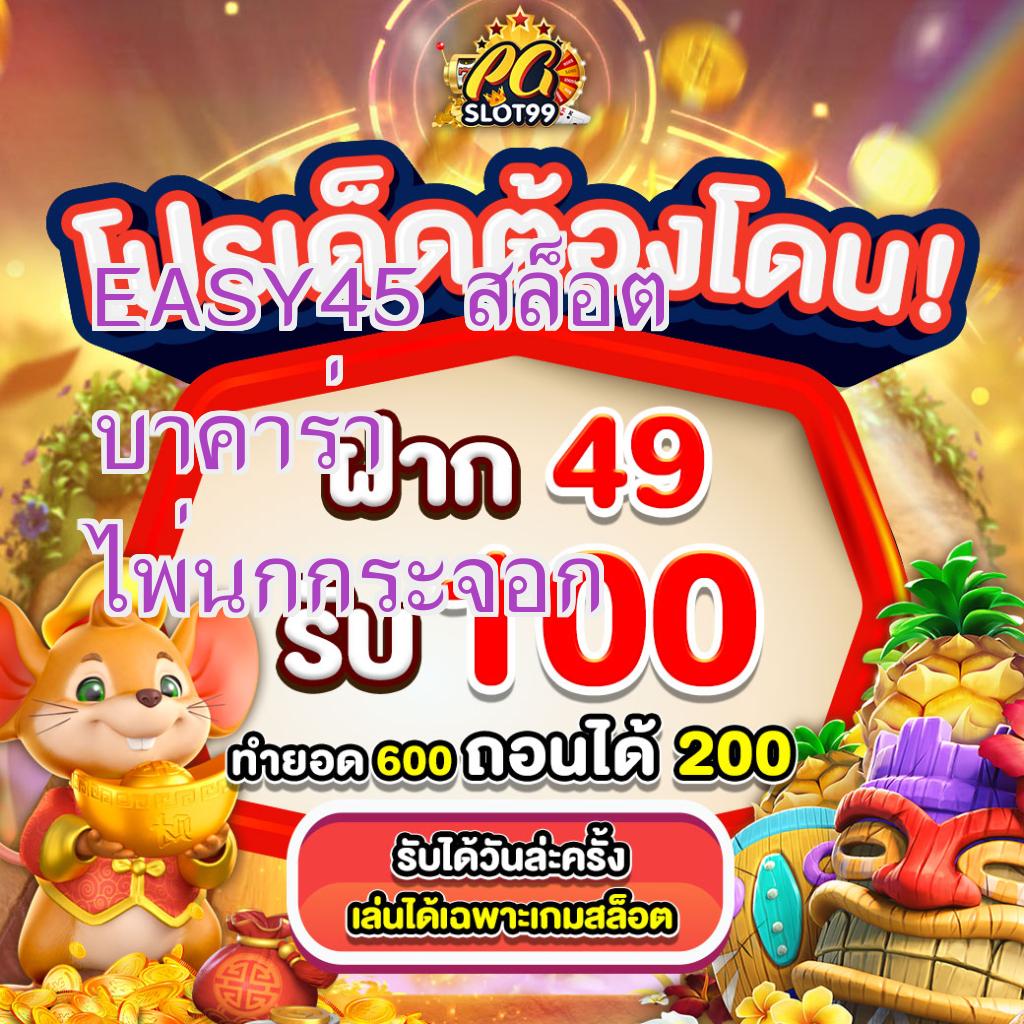 PG
SLOT99
โปรเด็ดต้องโดน!
EASY45 สล็อต
บาคาร่า
ฝาก 49
ไพ่นกกระจอก
รับ 100
ทำยอด 600 ถอนได้ 200
รับได้วันล่ะครั้ง
เล่นได้เฉพาะเกมสล็อต